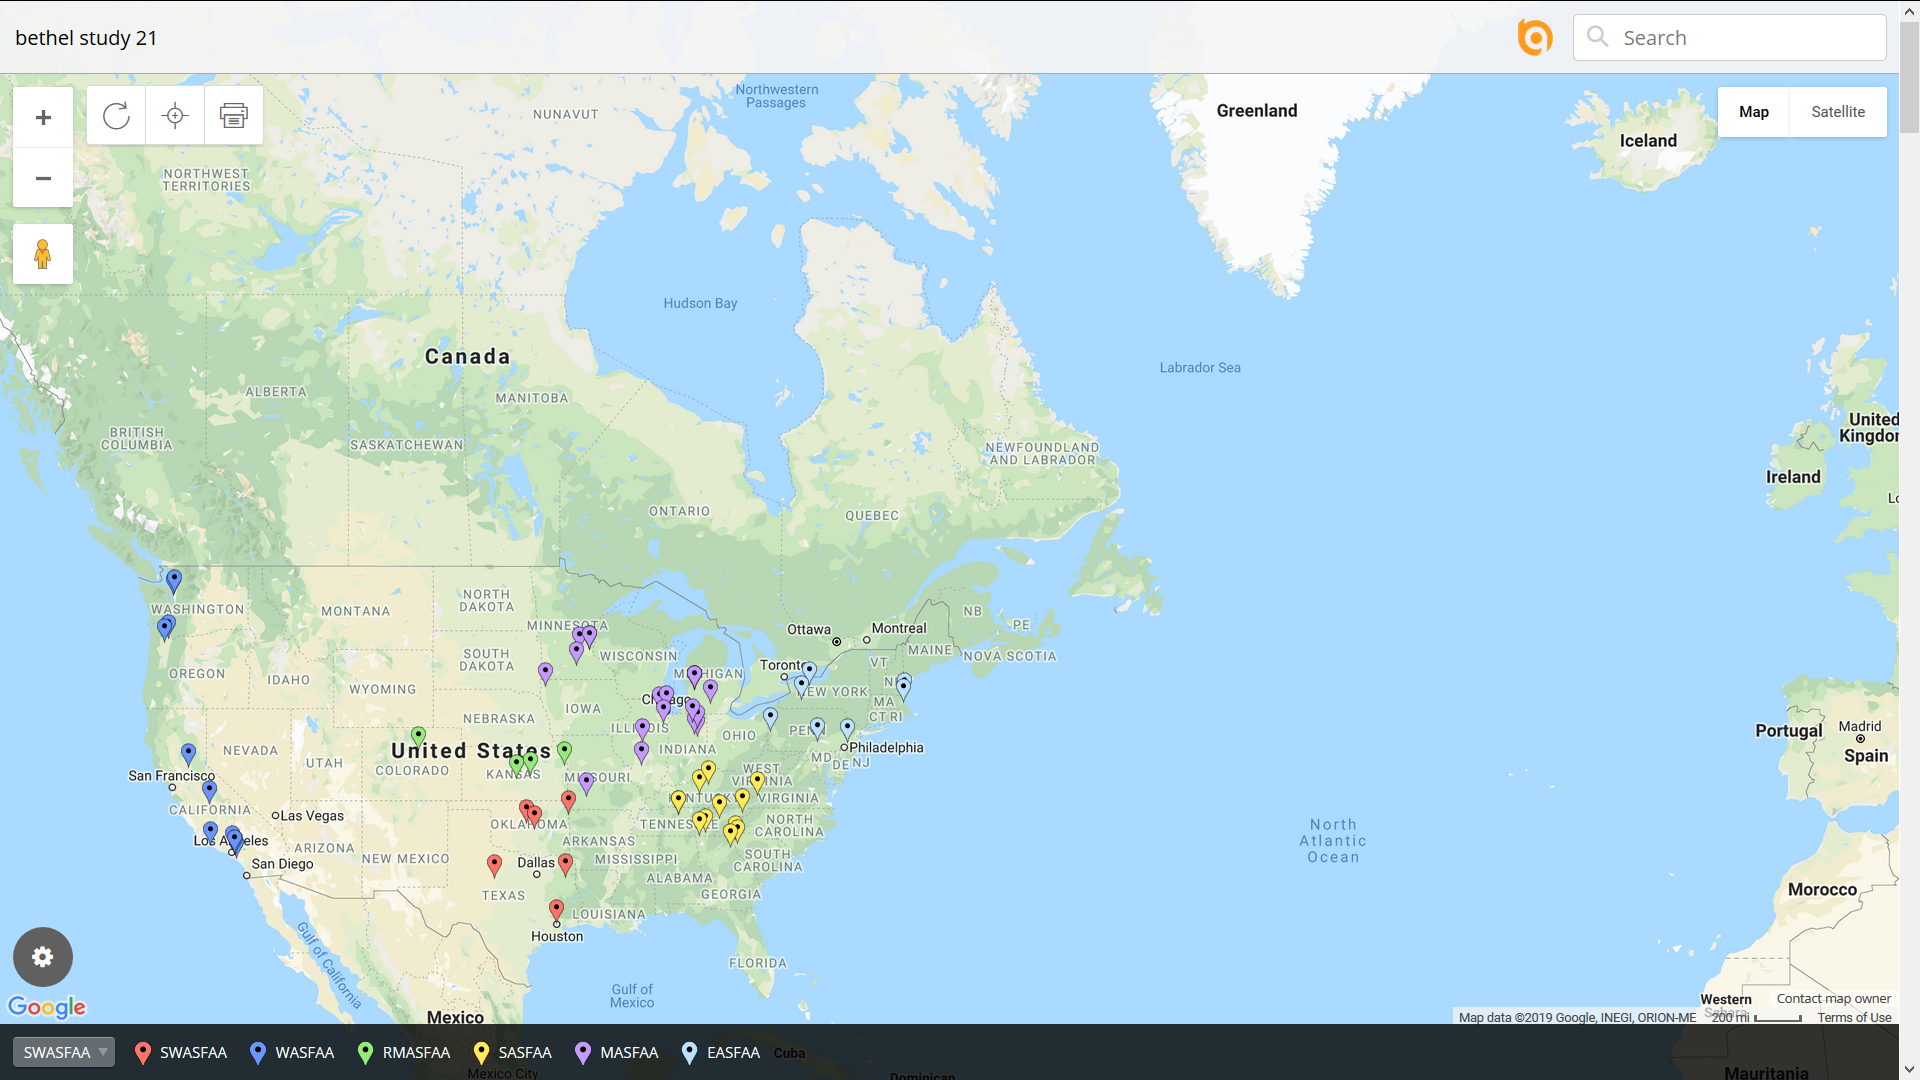 bethel study 21
Search
Map
Satellite
Northwestern
Passages
NUNAVUT
Greenland
Iceland
NORTHWEST
TERRITORIES
Hudson Bay
Canada
Labrador Sea
ALBERTA
MANITOBA
BRITISH
COLUMBIA
SASKATCHEWAN
NEWFOUNDLAND
AND LABRADOR
United
Kingdor
Ireland
Lo
ONTARIO
QUEBEC
WASHINGTON
MONTANA
NORTH
DAKOTA
MINNESOTA
NB
PE
Ottawa
Montreal
MAINE
NOVA SCOTIA
OREGON
IDAHO
SOUTH
DAKOTA
WISCONSIN
MICHIGAN
Toronto
VT
WYOMING
NEW YORK
MA
CT RI
Chicago
IOWA
NEBRASKA
ILLINOIS
OHIO
PENN
Portugal
Madrid
Spain
NEVADA
United States
INDIANA
Philadelphia
UTAH
COLORADO
KANSAS
MISSOURI
WEST
VIRGINIA
MD
DE
NJ
San Francisco
CALIFORNIA
Las Vegas
KENTUCKY
VIRGINIA
OKLAHOMA
TENNESSEE
NORTH
CAROLINA
North
Atlantic
Ocean
Los Angeles
ARIZONA
NEW MEXICO
ARKANSAS
San Diego
Dallas
MISSISSIPPI
SOUTH
CAROLINA
ALABAMA
TEXAS
GEORGIA
Morocco
LOUISIANA
Houston
Gulf of California
FLORIDA
Gulf of
Mexico
Mexico
Western
Sahara
Contact map owner
Google
Map data ©2019 Google, INEGI, ORION-ME
200 mi
Terms of Use
SWASFAA
SWASFAA
WASFAA
RMASFAA
SASFAA
MASFAA
EASFAA
Cuba
Mexico City
Dominican
Mauritania